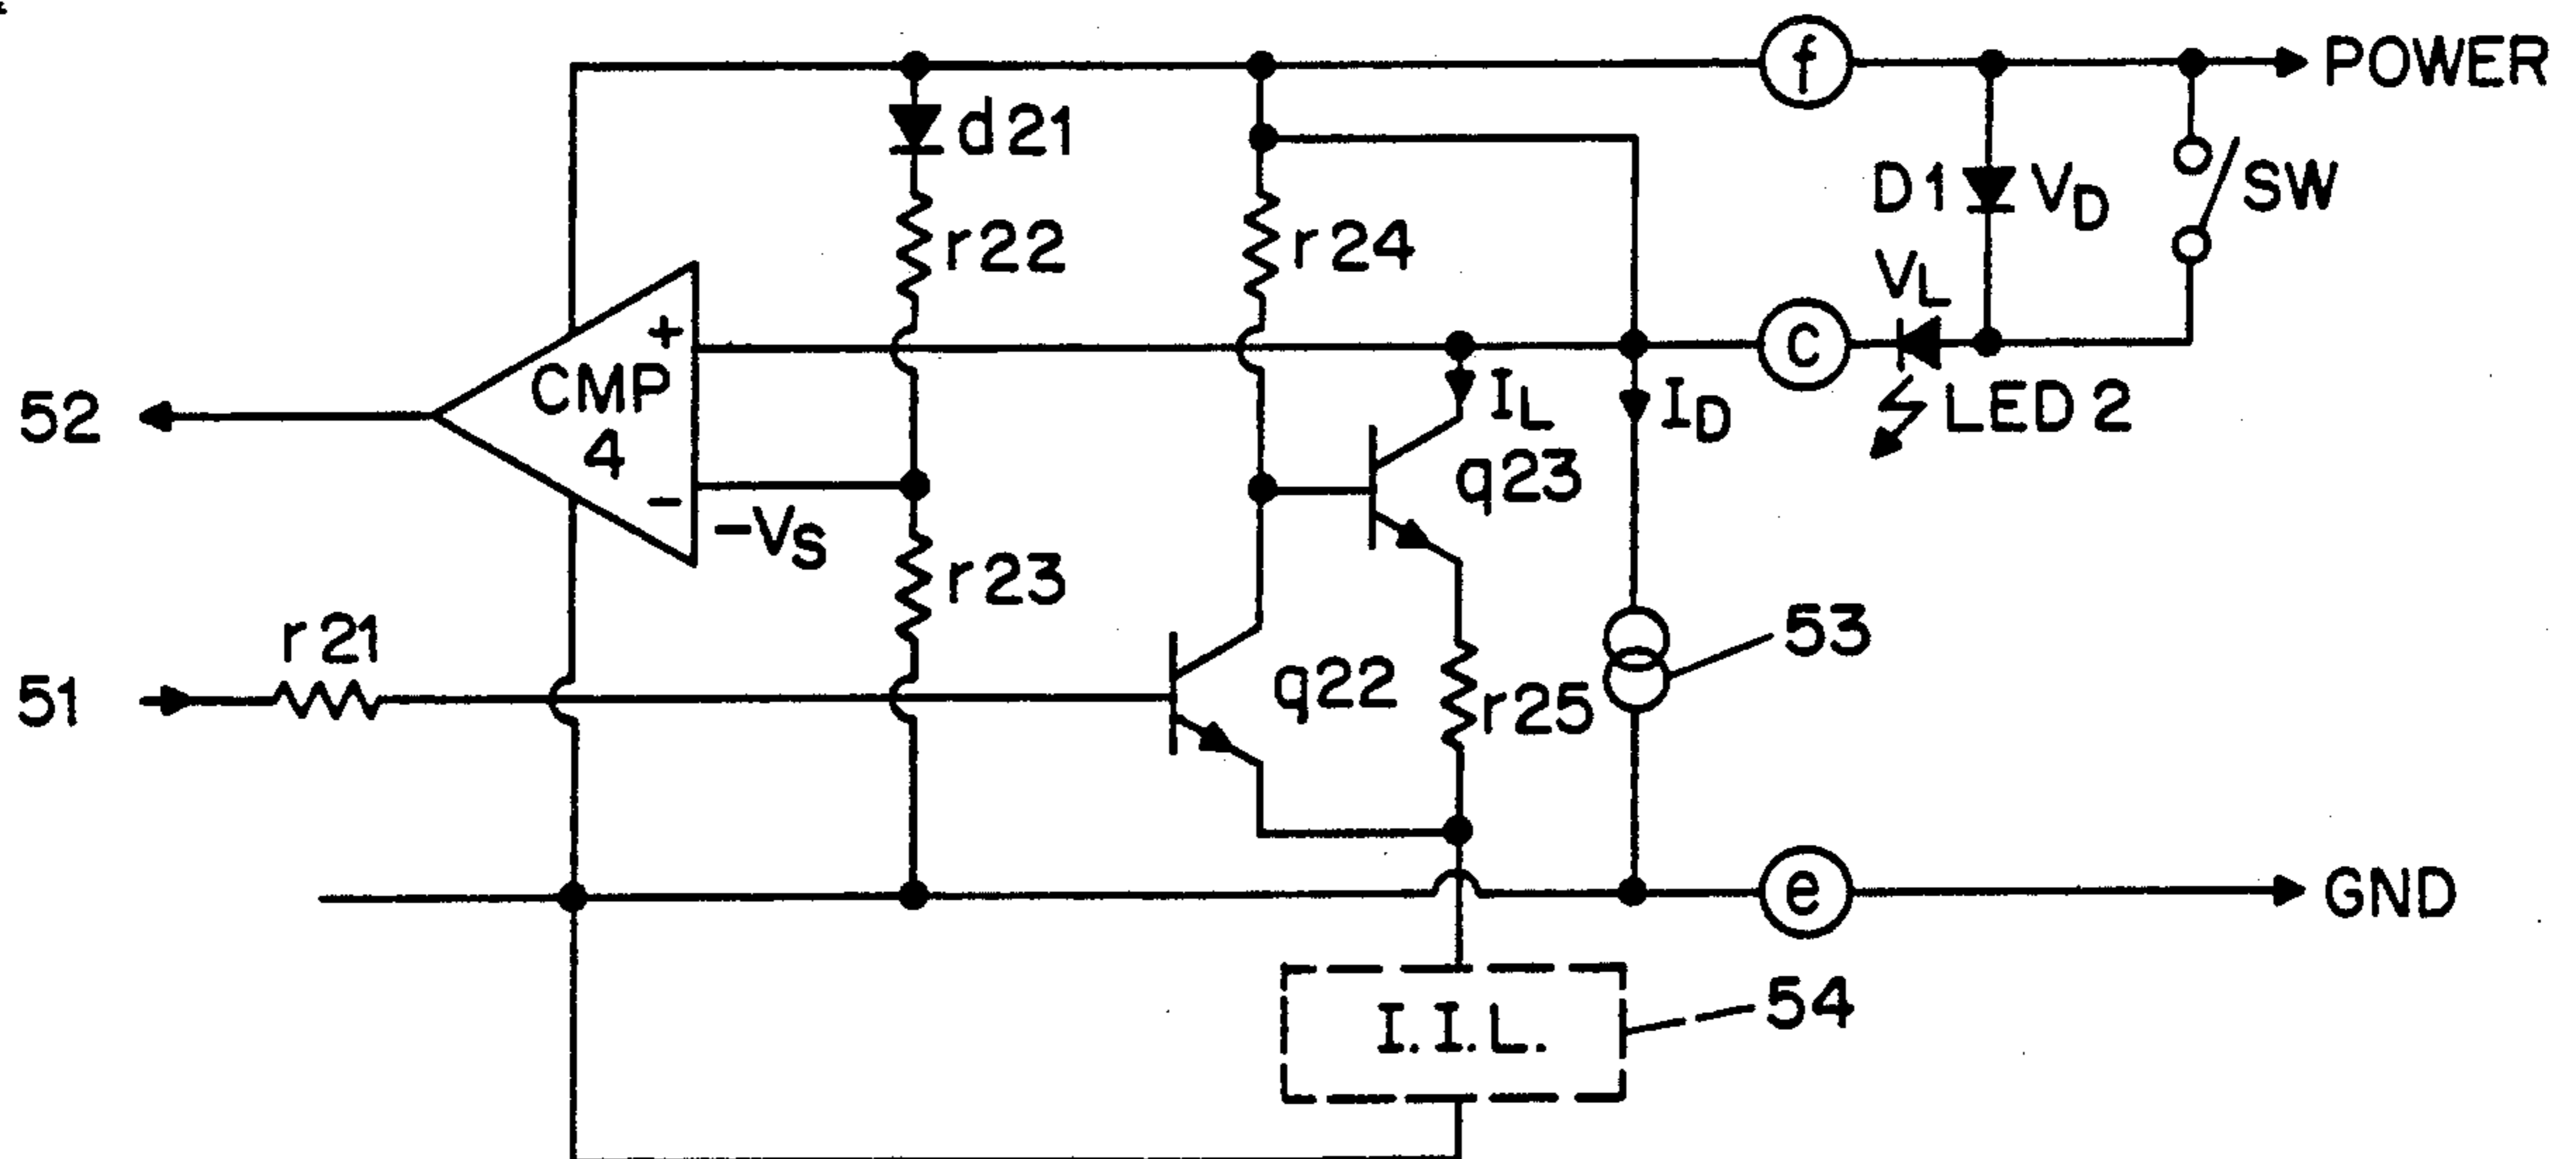 f
POWER
d21
D1
VD
SW
r22
r24
VL
+
c
CMP
4
IL
ID
LED 2
52
q23
−
−VS
r23
53
r21
q22
r25
51
e
GND
54
I.I.L.